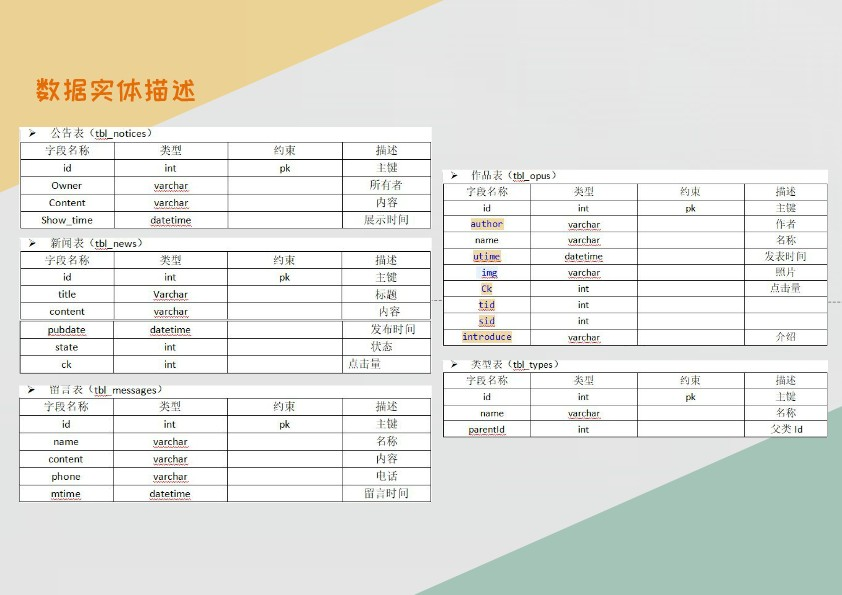 数据实体描述
公告表（tbl_notices）
字段名称 类型 约束 描述
id int pk 主键
Owner varchar 所有者
Content varchar 内容
Show_time datetime 展示时间
新闻表（tbl_news）
字段名称 类型 约束 描述
id int pk 主键
title Varchar 标题
content varchar 内容
pubdate datetime 发布时间
state int 状态
ck int 点击量
留言表（tbl_messages）
字段名称 类型 约束 描述
id int pk 主键
name varchar 名称
content varchar 内容
phone varchar 电话
mtime datetime 留言时间
作品表（tbl_opus）
字段名称 类型 约束 描述
id int pk 主键
author varchar 作者
name varchar 名称
utime datetime 发表时间
img varchar 照片
Ck int 点击量
tid int
sid int
introduce varchar 介绍
类型表（tbl_types）
字段名称 类型 约束 描述
id int pk 主键
name varchar 名称
parentId int 父类 Id